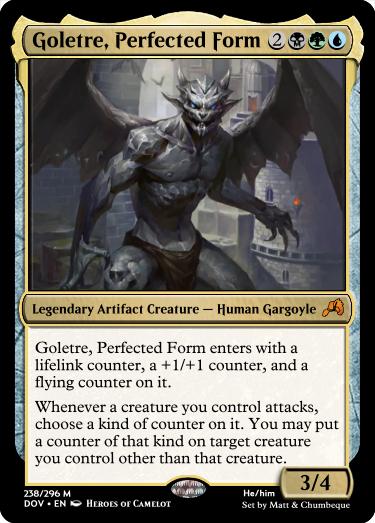 Goletre, Perfected Form 2
Legendary Artifact Creature — Human Gargoyle
Goletre, Perfected Form enters with a
lifelink counter, a +1/+1 counter, and a
flying counter on it.
Whenever a creature you control attacks,
choose a kind of counter on it. You may put
a counter of that kind on target creature
you control other than that creature.
3/4
238/296 M
He/him
DOV • EN HEROES OF CAMELOT
Set by Matt & Chumbeque